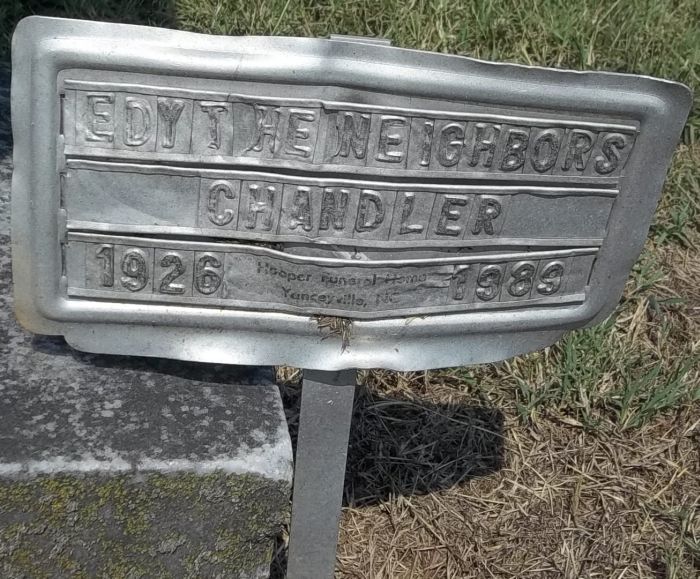 EDYTHE NEIGHBORS
CHANDLER
1926 Hooper Funeral Home 1989
Yanceyville, NC